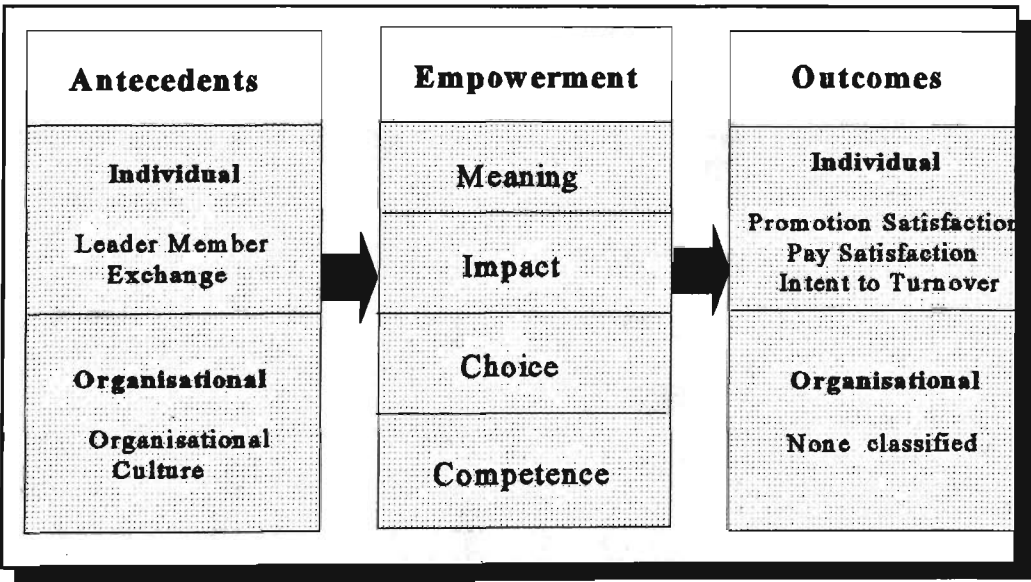 Antecedents
Individual
Leader Member
Exchange
Organisational
Organisational
Culture
Empowerment
Meaning
Impact
Choice
Competence
Outcomes
Individual
Promotion Satisfaction
Pay Satisfaction
Intent to Turnover
Organisational
None classified